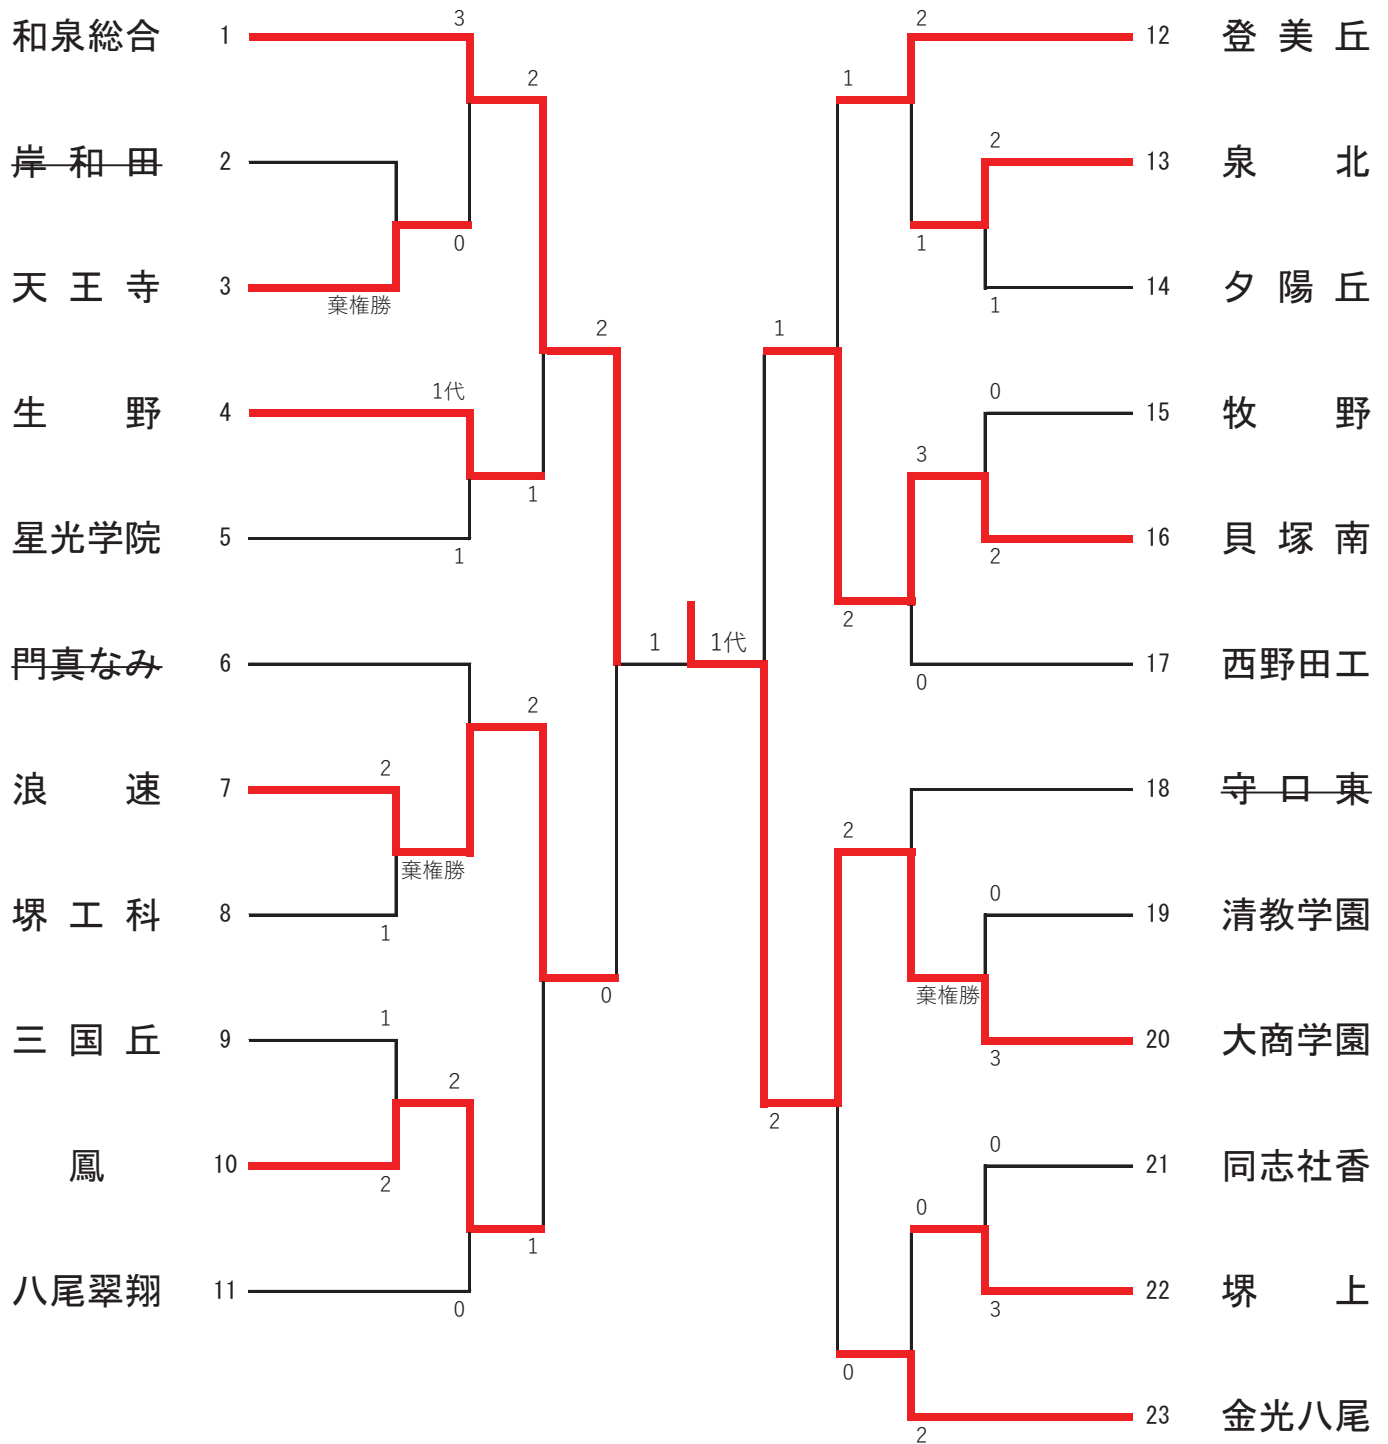 3
2
和泉総合 1
12 登美丘
2
1
2
岸和田 2
13 泉北
0
1
天王寺 3
14 夕陽丘
棄権勝
1
2
1
1代
0
生野 4
15 牧野
3
1
星光学院 5
16 貝塚南
1
2
2
1
1代
門真なみ 6
17 西野田工
0
2
2
浪速 7
18 守口東
2
棄権勝
0
堺工科 8
19 清教学園
1
0
棄権勝
1
三国丘 9
20 大商学園
3
2
2
0
鳳 10
21 同志社香
2
0
1
八尾翠翔 11
22 堺上
0
3
0
23 金光八尾
2